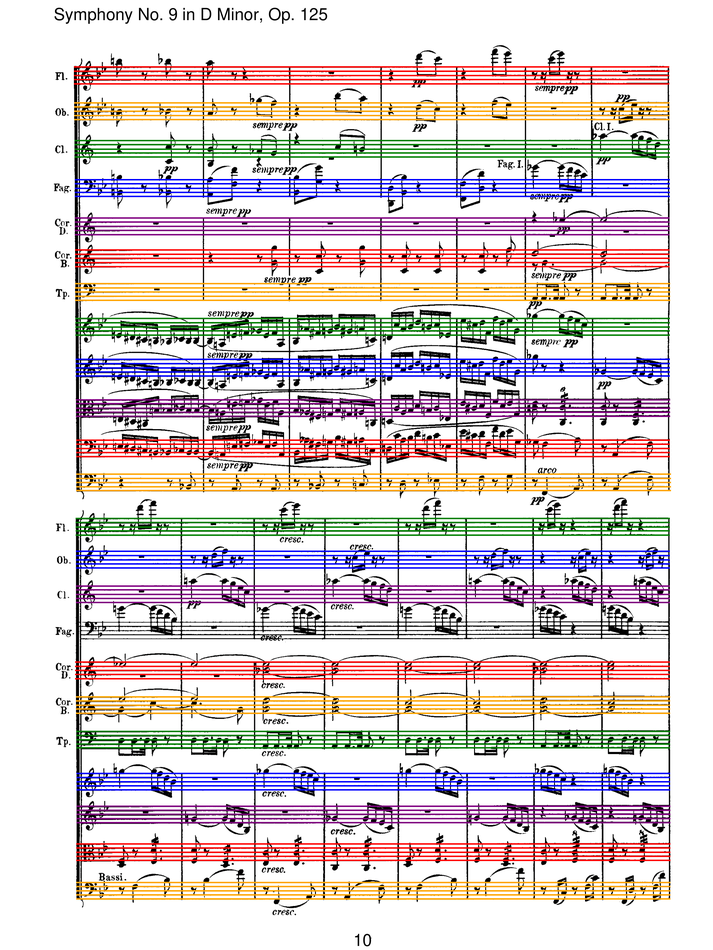 Symphony No. 9 in D Minor, Op. 125
Fl.
pp
sempre pp
Ob.
sempre pp
pp
pp
Cl.
pp
sempre pp
Cl.I.
pp
Fag.
sempre pp
Fag.I.
sempre pp
Cor.
D.
pp
Cor.
B.
sempre pp
sempre pp
Tp.
pp
sempre pp
sempre pp
sempre pp
pp
sempre pp
sempre pp
arco
pp
Fl.
cresc.
Ob.
cresc.
Cl.
pp
cresc.
Fag.
cresc.
Cor.
D.
cresc.
Cor.
B.
cresc.
Tp.
cresc.
cresc.
cresc.
cresc.
Bassi.
cresc.
10